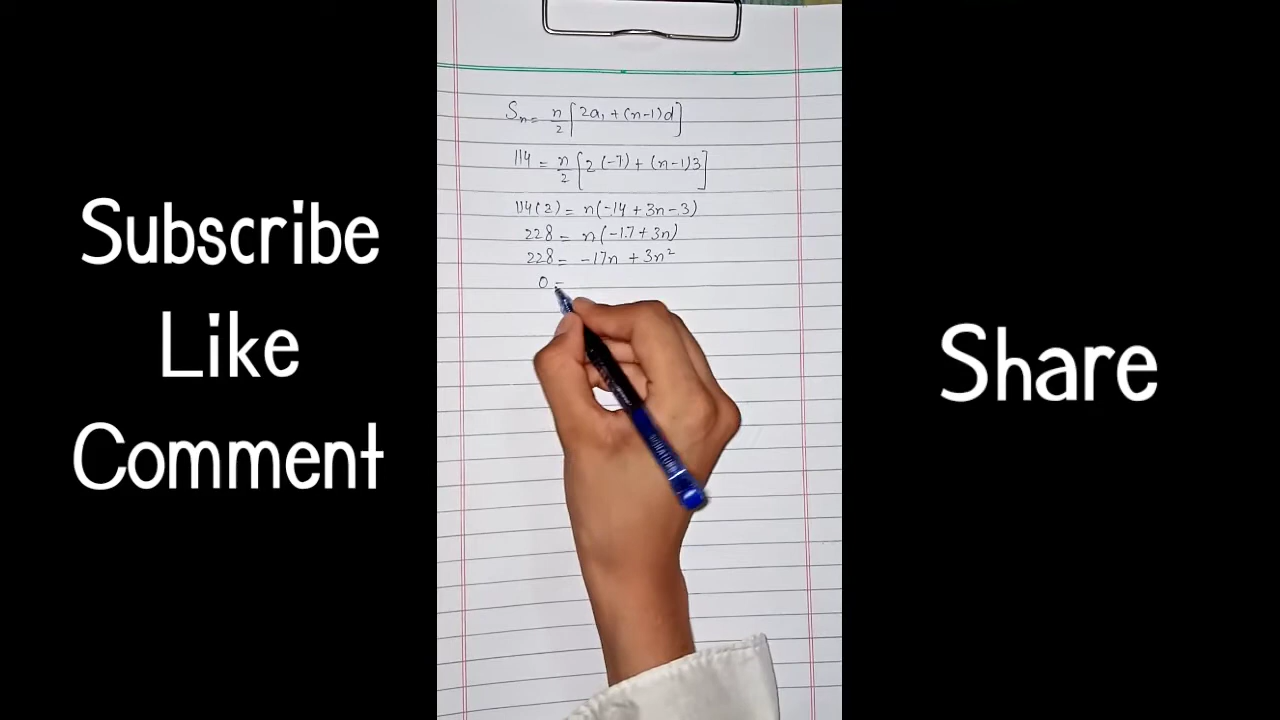 Subscribe
Like
Comment
Sn = n/2 [2a₁ + (n-1)d]
114 = n/2 [2(-7) + (n-1)3]
114(2) = n(-14 + 3n - 3)
228 = n(-17 + 3n)
228 = -17n + 3n²
0 =
Share